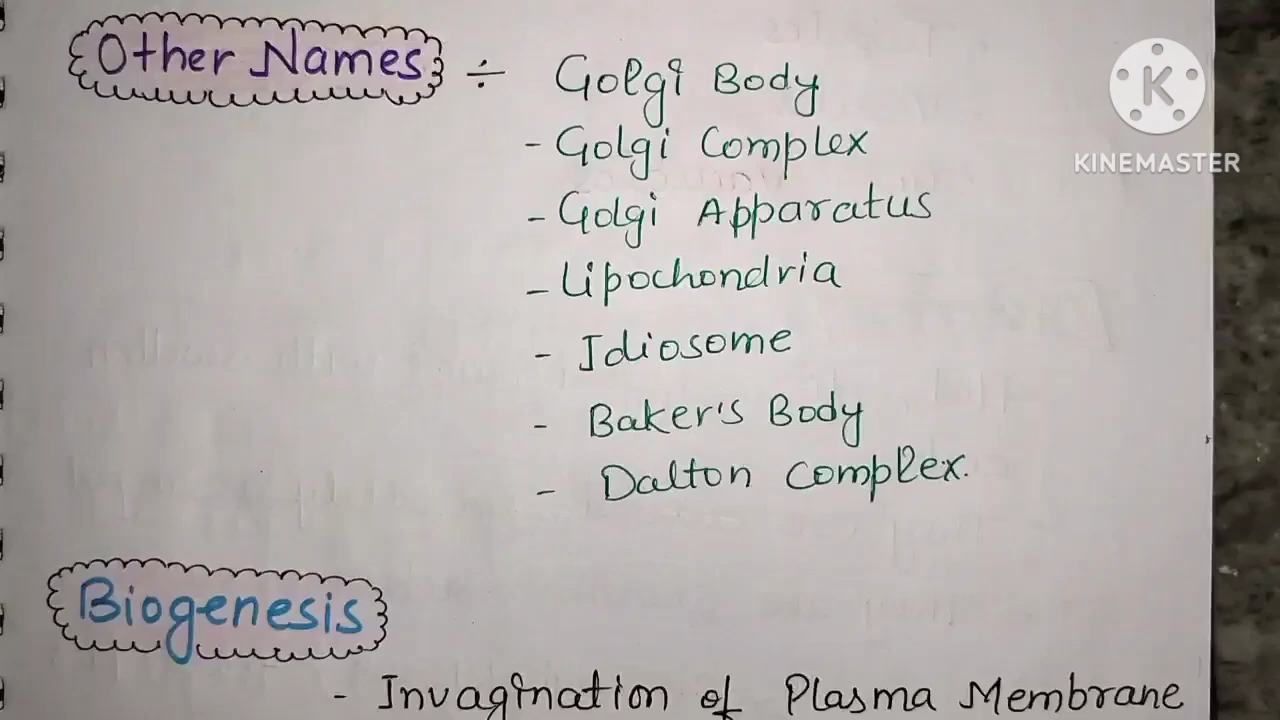 Other Names ÷ Golgi Body
- Golgi Complex
- Golgi Apparatus
- Lipochondria
- Idiosome
- Baker's Body
- Dalton Complex.
Biogenesis
- Invagination of Plasma Membrane
K
KINEMASTER